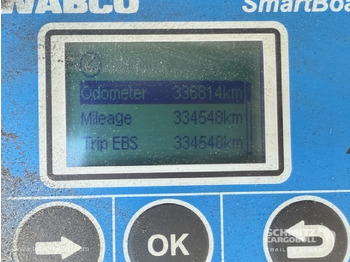 WABCO SmartBoa
Odometer 336814km
Mileage 334548km
Trip EBS 334548km
OK
SCHMITZ
CARGOBULL